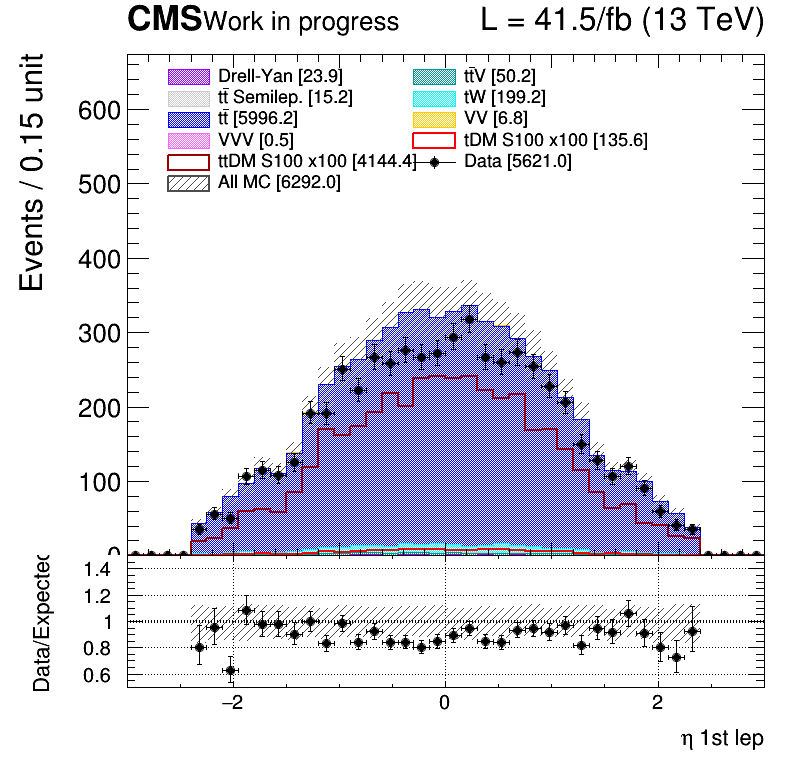 CMS Work in progress L = 41.5/fb (13 TeV)
Events / 0.15 unit
Drell-Yan [23.9] tt̄V [50.2]
tt̄ Semilep. [15.2] tW [199.2]
tt̄ [5996.2] VV [6.8]
VVV [0.5] tDM S100 x100 [135.6]
ttDM S100 x100 [4144.4] Data [5621.0]
All MC [6292.0]
600
500
400
300
200
100
0
Data/Expected
1.4
1.2
1
0.8
0.6
−2 0 2
η 1st lep